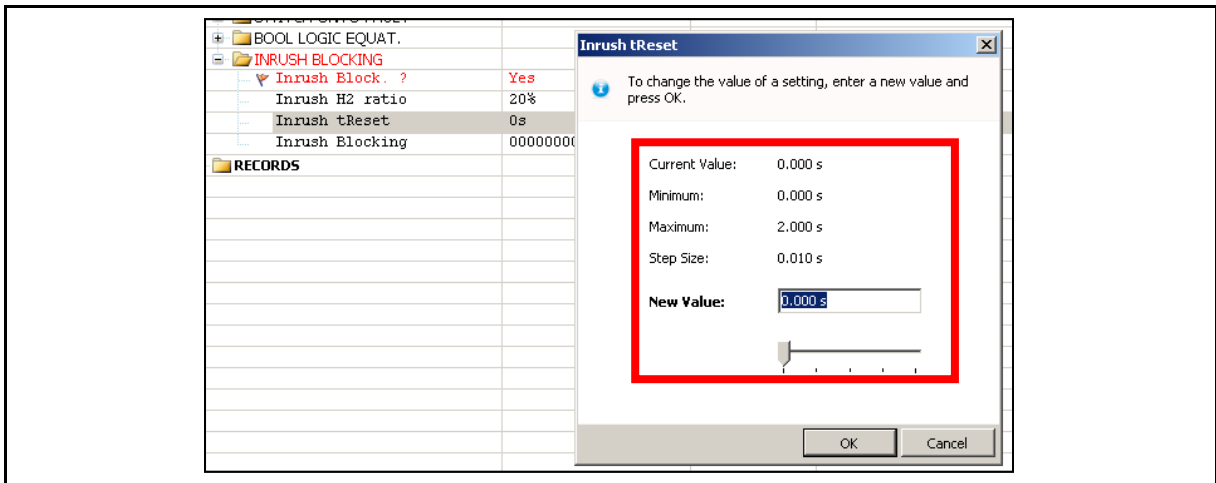 BOOL LOGIC EQUAT.
INRUSH BLOCKING
Inrush Block. ? Yes
Inrush H2 ratio 20%
Inrush tReset 0s
Inrush Blocking
RECORDS
Inrush tReset
To change the value of a setting, enter a new value and
press OK.
Current Value: 0.000 s
Minimum: 0.000 s
Maximum: 2.000 s
Step Size: 0.010 s
New Value: 0.000 s
OK Cancel